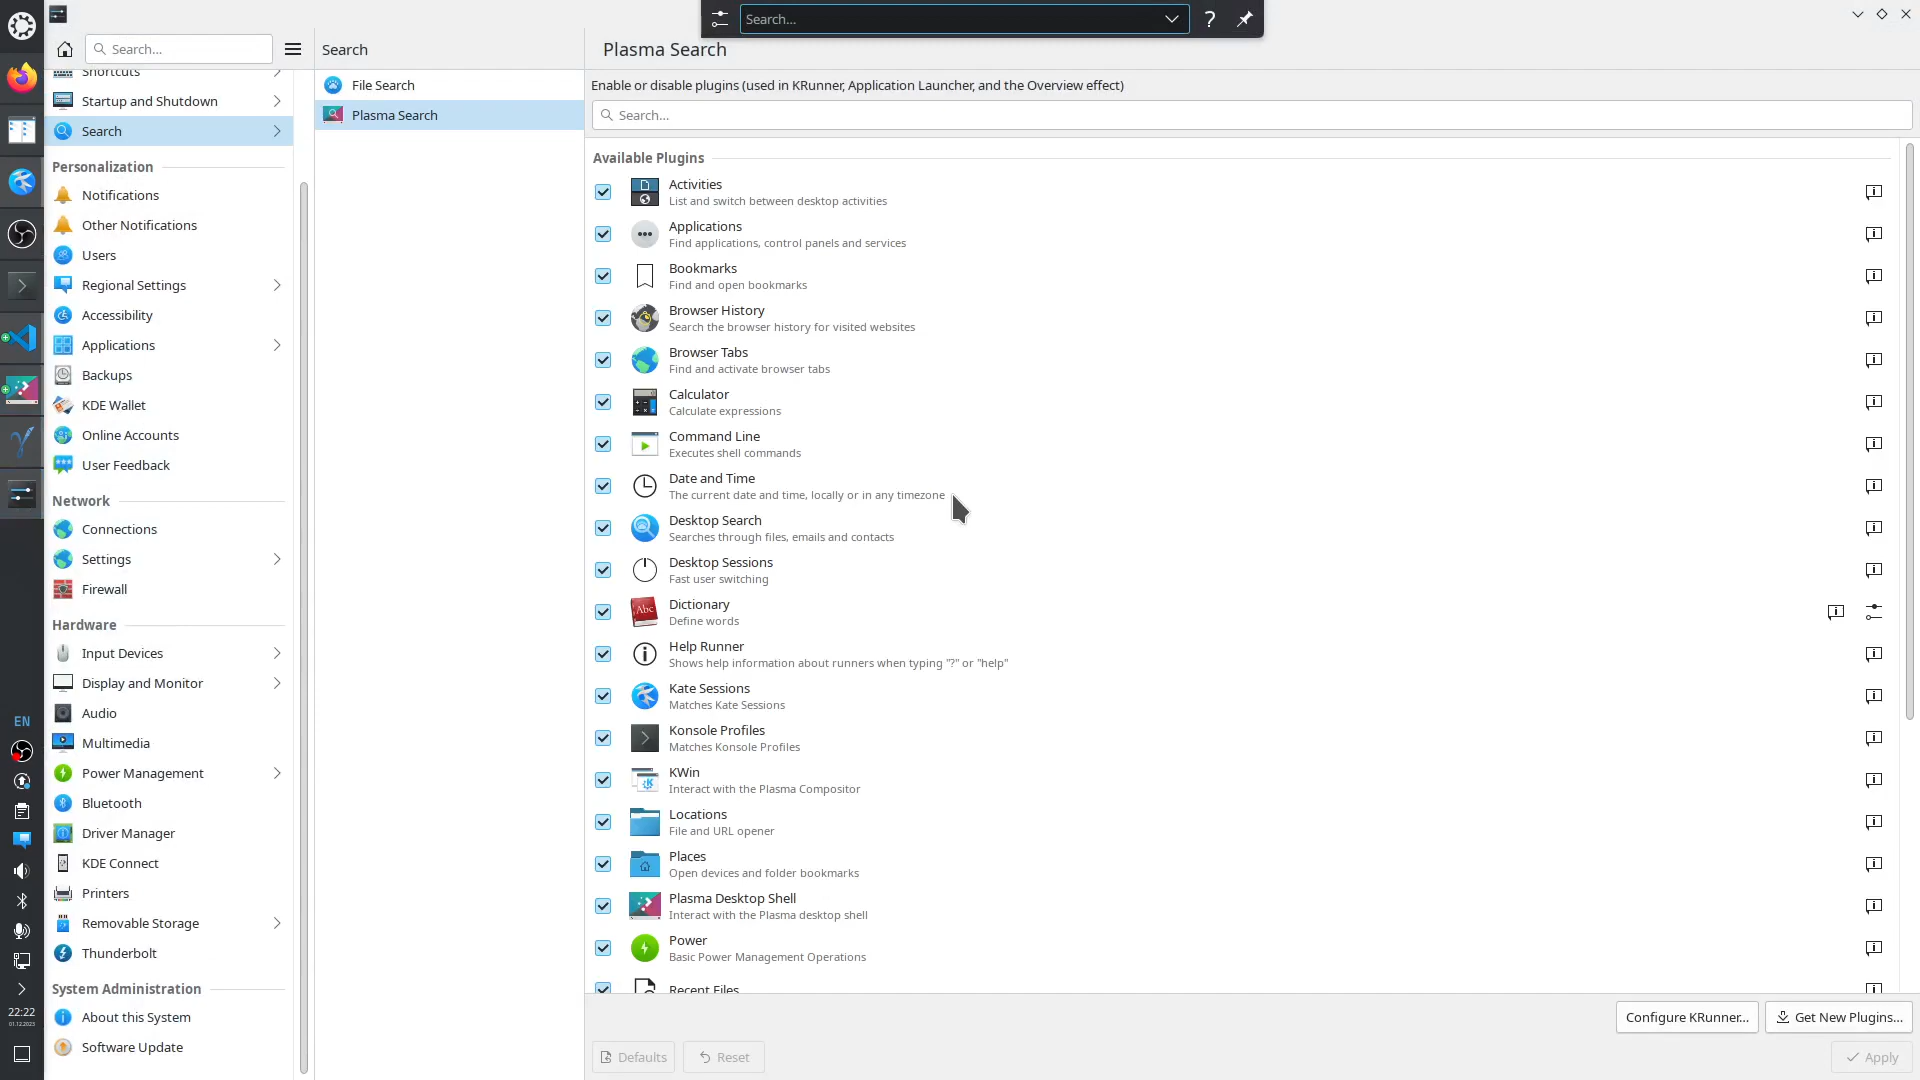 Search...
?
Search...
Search
Plasma Search
Shortcuts
Startup and Shutdown
Search
Personalization
Notifications
Other Notifications
Users
Regional Settings
Accessibility
Applications
Backups
KDE Wallet
Online Accounts
User Feedback
Network
Connections
Settings
Firewall
Hardware
Input Devices
Display and Monitor
Audio
Multimedia
Power Management
Bluetooth
Driver Manager
KDE Connect
Printers
Removable Storage
Thunderbolt
System Administration
About this System
Software Update
EN
22:22
01.12.2023
File Search
Plasma Search
Enable or disable plugins (used in KRunner, Application Launcher, and the Overview effect)
Search...
Available Plugins
Activities
List and switch between desktop activities
Applications
Find applications, control panels and services
Bookmarks
Find and open bookmarks
Browser History
Search the browser history for visited websites
Browser Tabs
Find and activate browser tabs
Calculator
Calculate expressions
Command Line
Executes shell commands
Date and Time
The current date and time, locally or in any timezone
Desktop Search
Searches through files, emails and contacts
Desktop Sessions
Fast user switching
Abc
Dictionary
Define words
Help Runner
Shows help information about runners when typing "?" or "help"
Kate Sessions
Matches Kate Sessions
Konsole Profiles
Matches Konsole Profiles
KWin
Interact with the Plasma Compositor
Locations
File and URL opener
Places
Open devices and folder bookmarks
Plasma Desktop Shell
Interact with the Plasma desktop shell
Power
Basic Power Management Operations
Recent Files
Configure KRunner...
Get New Plugins...
Defaults
Reset
Apply